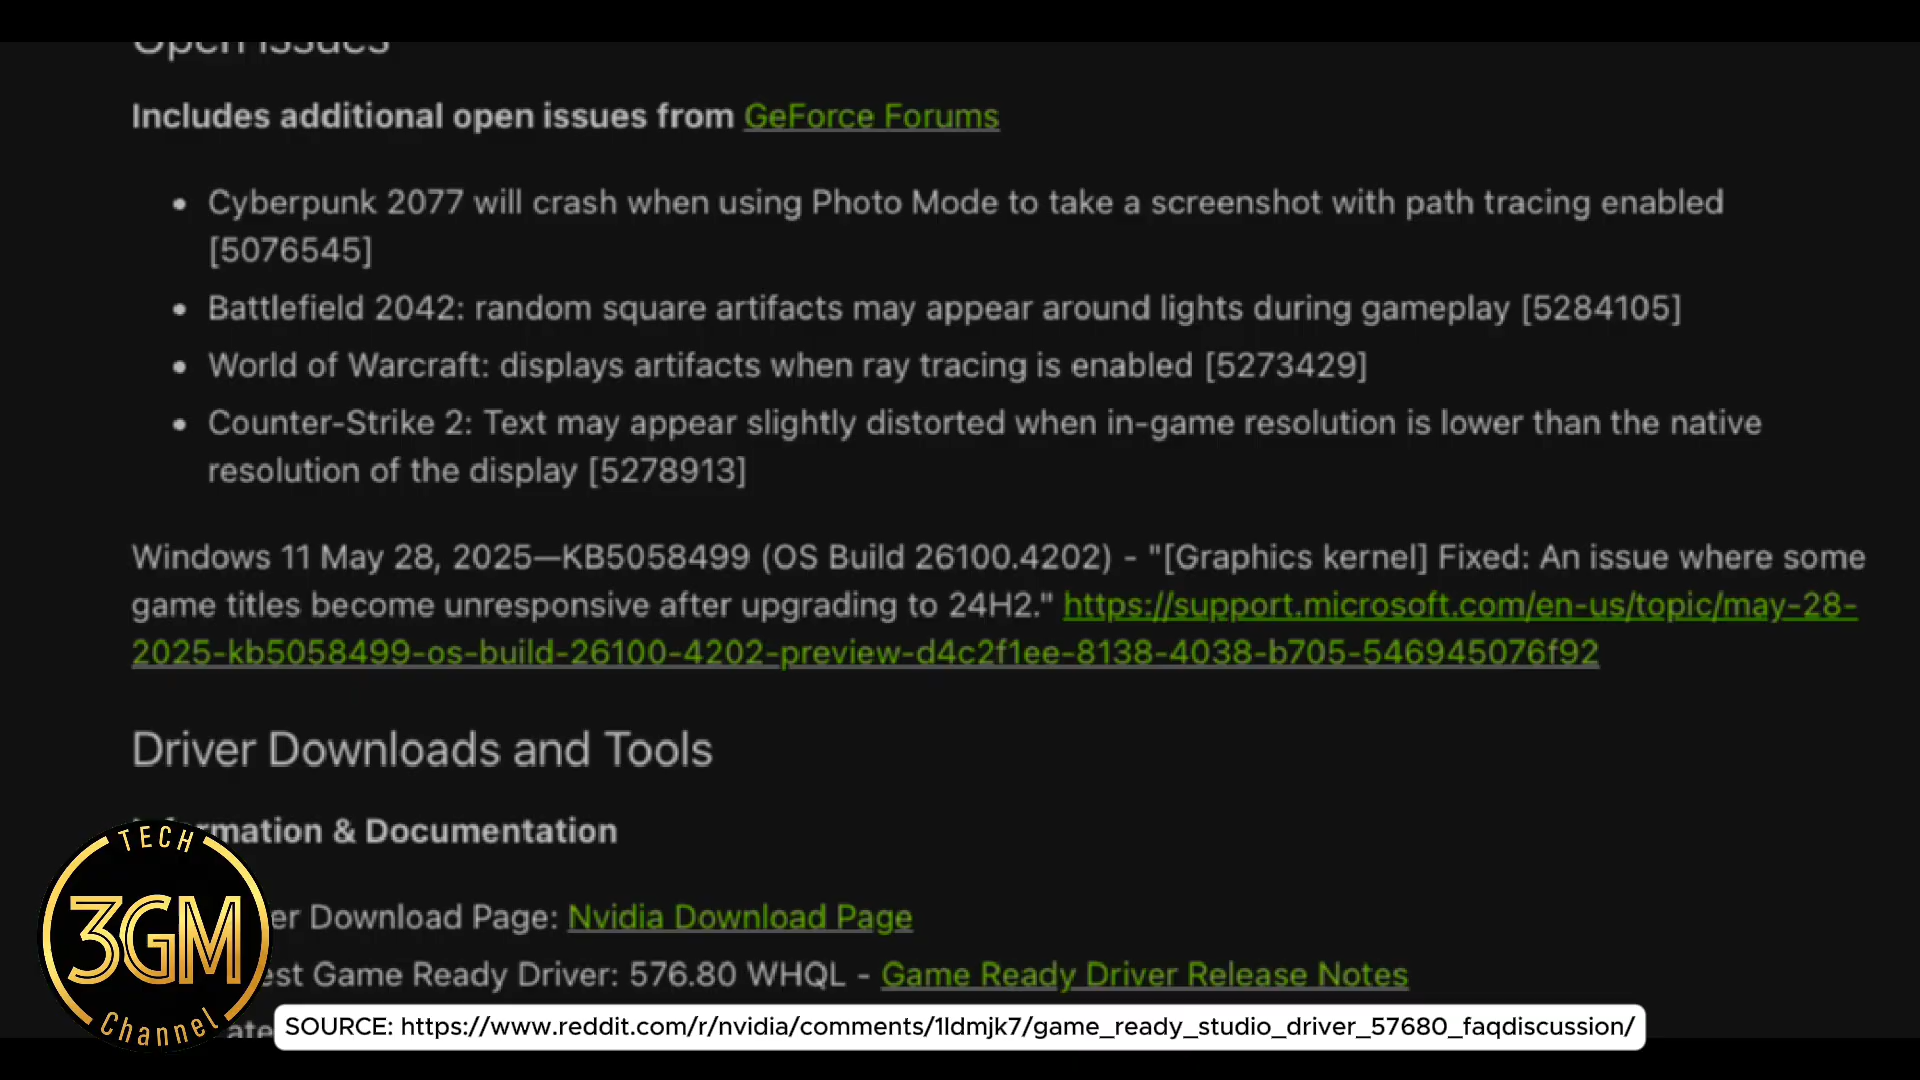 Open Issues
Includes additional open issues from GeForce Forums
• Cyberpunk 2077 will crash when using Photo Mode to take a screenshot with path tracing enabled
[5076545]
• Battlefield 2042: random square artifacts may appear around lights during gameplay [5284105]
• World of Warcraft: displays artifacts when ray tracing is enabled [5273429]
• Counter-Strike 2: Text may appear slightly distorted when in-game resolution is lower than the native
resolution of the display [5278913]
Windows 11 May 28, 2025—KB5058499 (OS Build 26100.4202) - "[Graphics kernel] Fixed: An issue where some
game titles become unresponsive after upgrading to 24H2." https://support.microsoft.com/en-us/topic/may-28-
2025-kb5058499-os-build-26100-4202-preview-d4c2f1ee-8138-4038-b705-546945076f92
Driver Downloads and Tools
mation & Documentation
er Download Page: Nvidia Download Page
est Game Ready Driver: 576.80 WHQL - Game Ready Driver Release Notes
TECH
3GM
Channel
SOURCE: https://www.reddit.com/r/nvidia/comments/1ldmjk7/game_ready_studio_driver_57680_faqdiscussion/